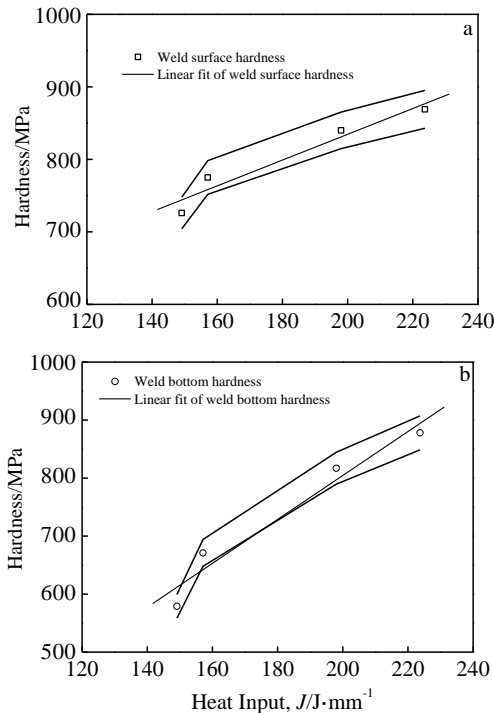 1000
a
Weld surface hardness
Linear fit of weld surface hardness
900
800
700
600
Hardness/MPa
120 140 160 180 200 220 240
1000
b
Weld bottom hardness
Linear fit of weld bottom hardness
900
800
700
600
500
Hardness/MPa
120 140 160 180 200 220 240
Heat Input, J/J·mm⁻¹